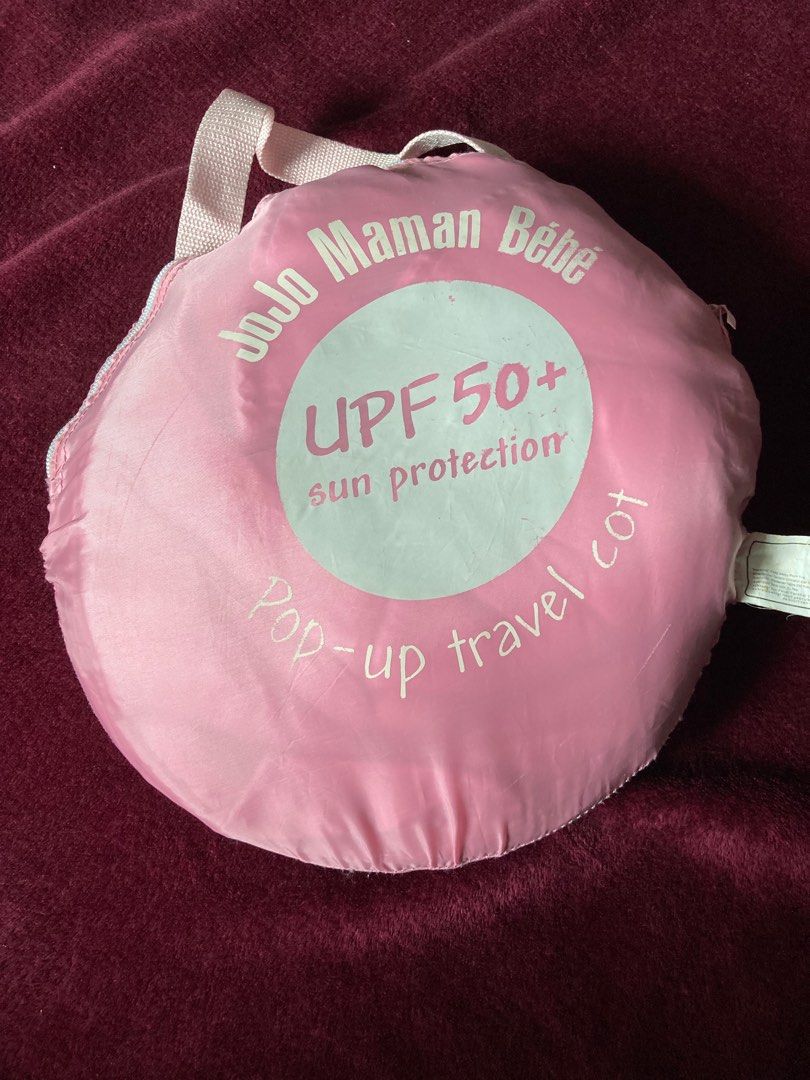 JoJo Maman Bébé
UPF 50+
sun protection
Pop-up travel cot